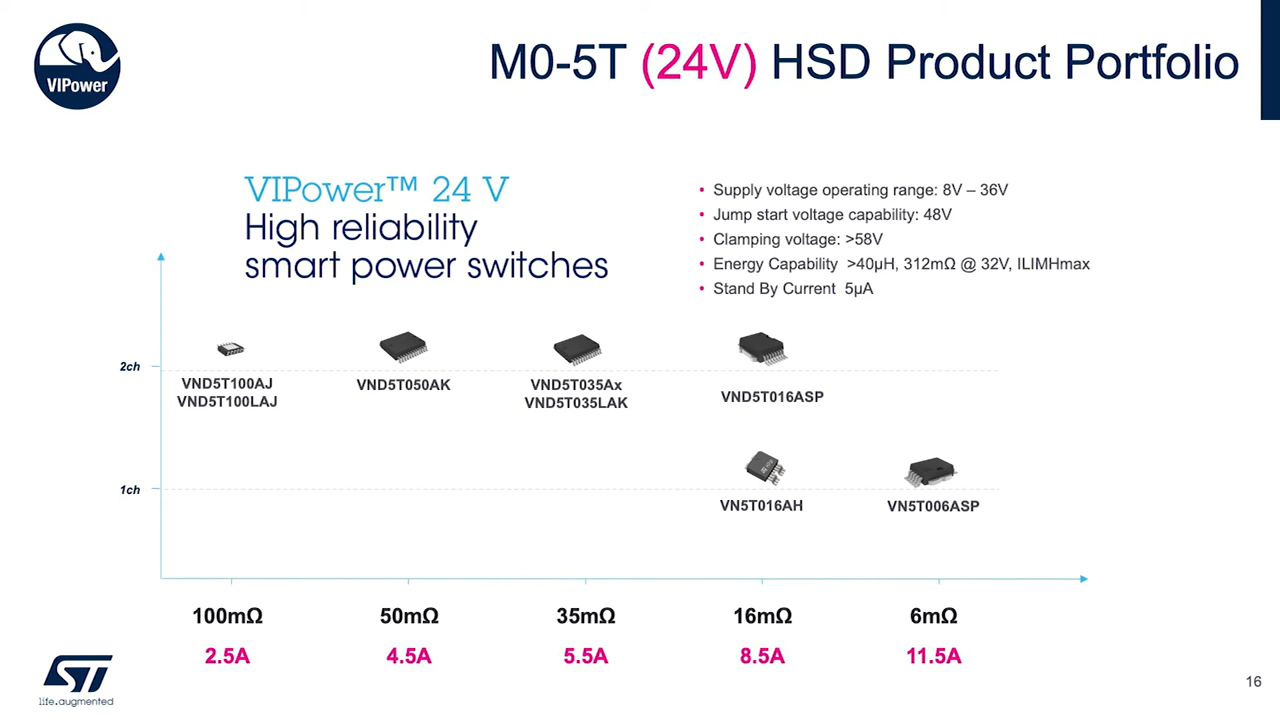 VIPower
M0-5T (24V) HSD Product Portfolio
VIPower™ 24 V
High reliability
smart power switches
• Supply voltage operating range: 8V – 36V
• Jump start voltage capability: 48V
• Clamping voltage: >58V
• Energy Capability >40µH, 312mΩ @ 32V, ILIMHmax
• Stand By Current 5µA
2ch
VND5T100AJ
VND5T100LAJ
VND5T050AK
VND5T035Ax
VND5T035LAK
VND5T016ASP
1ch
VN5T016AH
VN5T006ASP
100mΩ 50mΩ 35mΩ 16mΩ 6mΩ
2.5A 4.5A 5.5A 8.5A 11.5A
ST
life.augmented
16